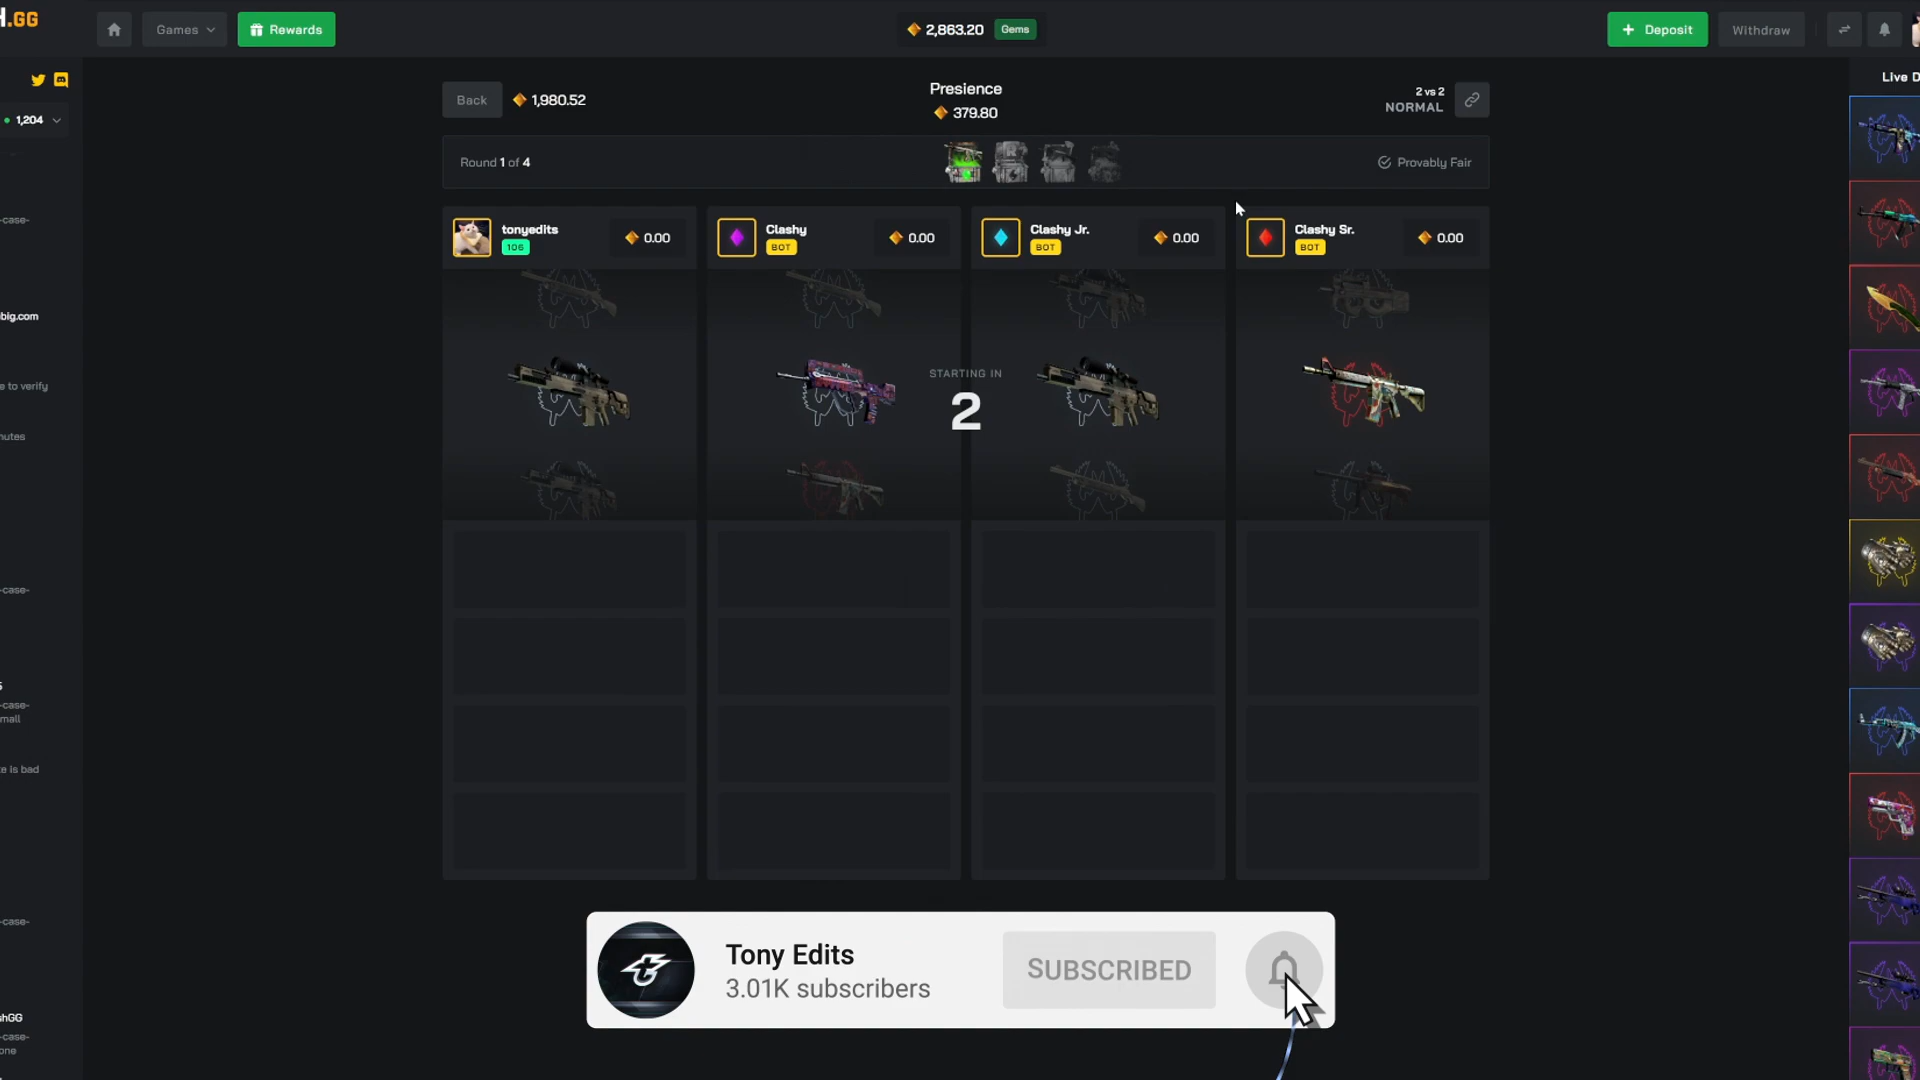 .GG
Games
Rewards
2,863.20 Gems
Deposit
Withdraw
Live D
1,204
Back
1,980.52
Presience
379.80
2 vs 2
NORMAL
Round 1 of 4
Provably Fair
tonyedits
106
0.00
Clashy
BOT
0.00
Clashy Jr.
BOT
0.00
Clashy Sr.
BOT
0.00
STARTING IN
2
-case-
big.com
e to verify
nutes
-case-
-case-
mall
e is bad
-case-
shGG
-case-
one
Tony Edits
3.01K subscribers
SUBSCRIBED